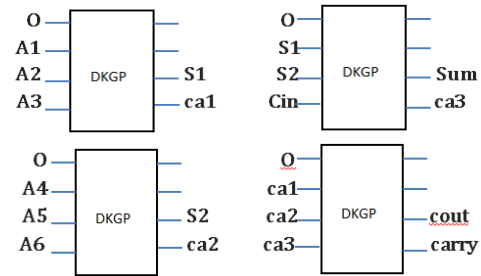 O
A1
A2
A3
DKGP
S1
ca1
O
S1
S2
Cin
DKGP
Sum
ca3
O
A4
A5
A6
DKGP
S2
ca2
O
ca1
ca2
ca3
DKGP
cout
carry